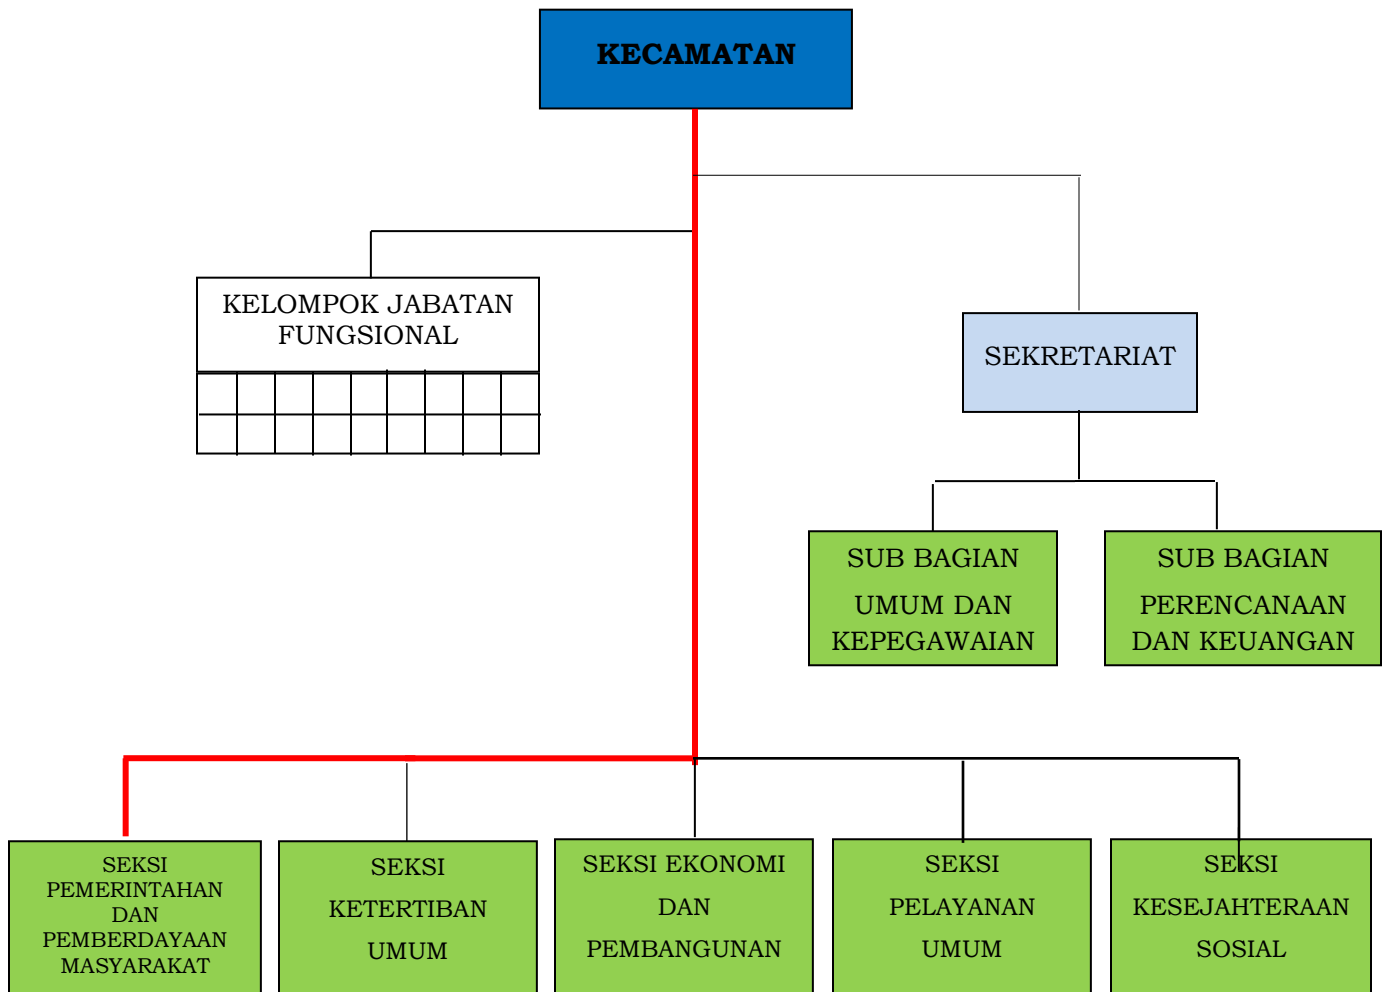 KECAMATAN
KELOMPOK JABATAN
FUNGSIONAL
SEKRETARIAT
SUB BAGIAN
UMUM DAN
KEPEGAWAIAN
SUB BAGIAN
PERENCANAAN
DAN KEUANGAN
SEKSI
PEMERINTAHAN
DAN
PEMBERDAYAAN
MASYARAKAT
SEKSI
KETERTIBAN
UMUM
SEKSI EKONOMI
DAN
PEMBANGUNAN
SEKSI
PELAYANAN
UMUM
SEKSI
KESEJAHTERAAN
SOSIAL